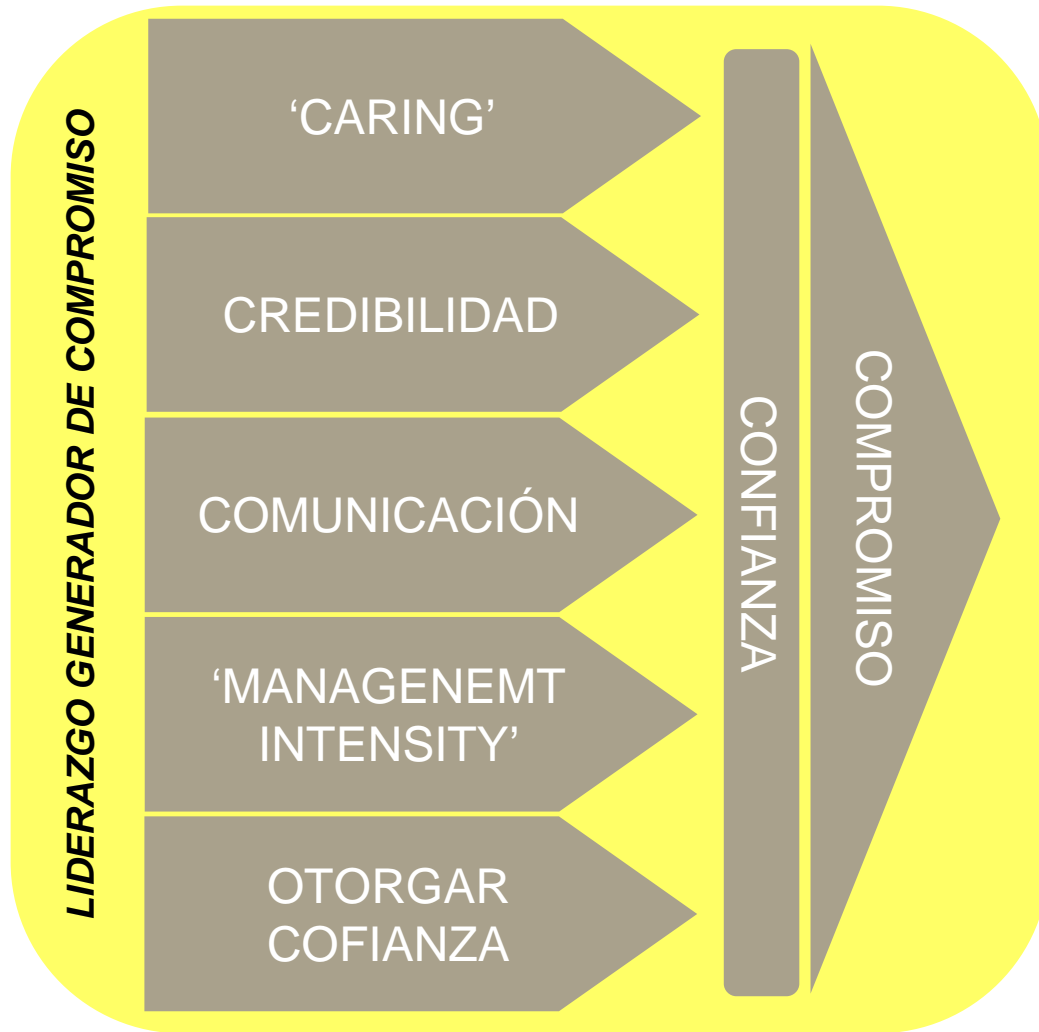 LIDERAZGO GENERADOR DE COMPROMISO
‘CARING’
CREDIBILIDAD
COMUNICACIÓN
‘MANAGENEMT
INTENSITY’
OTORGAR
COFIANZA
CONFIANZA
COMPROMISO